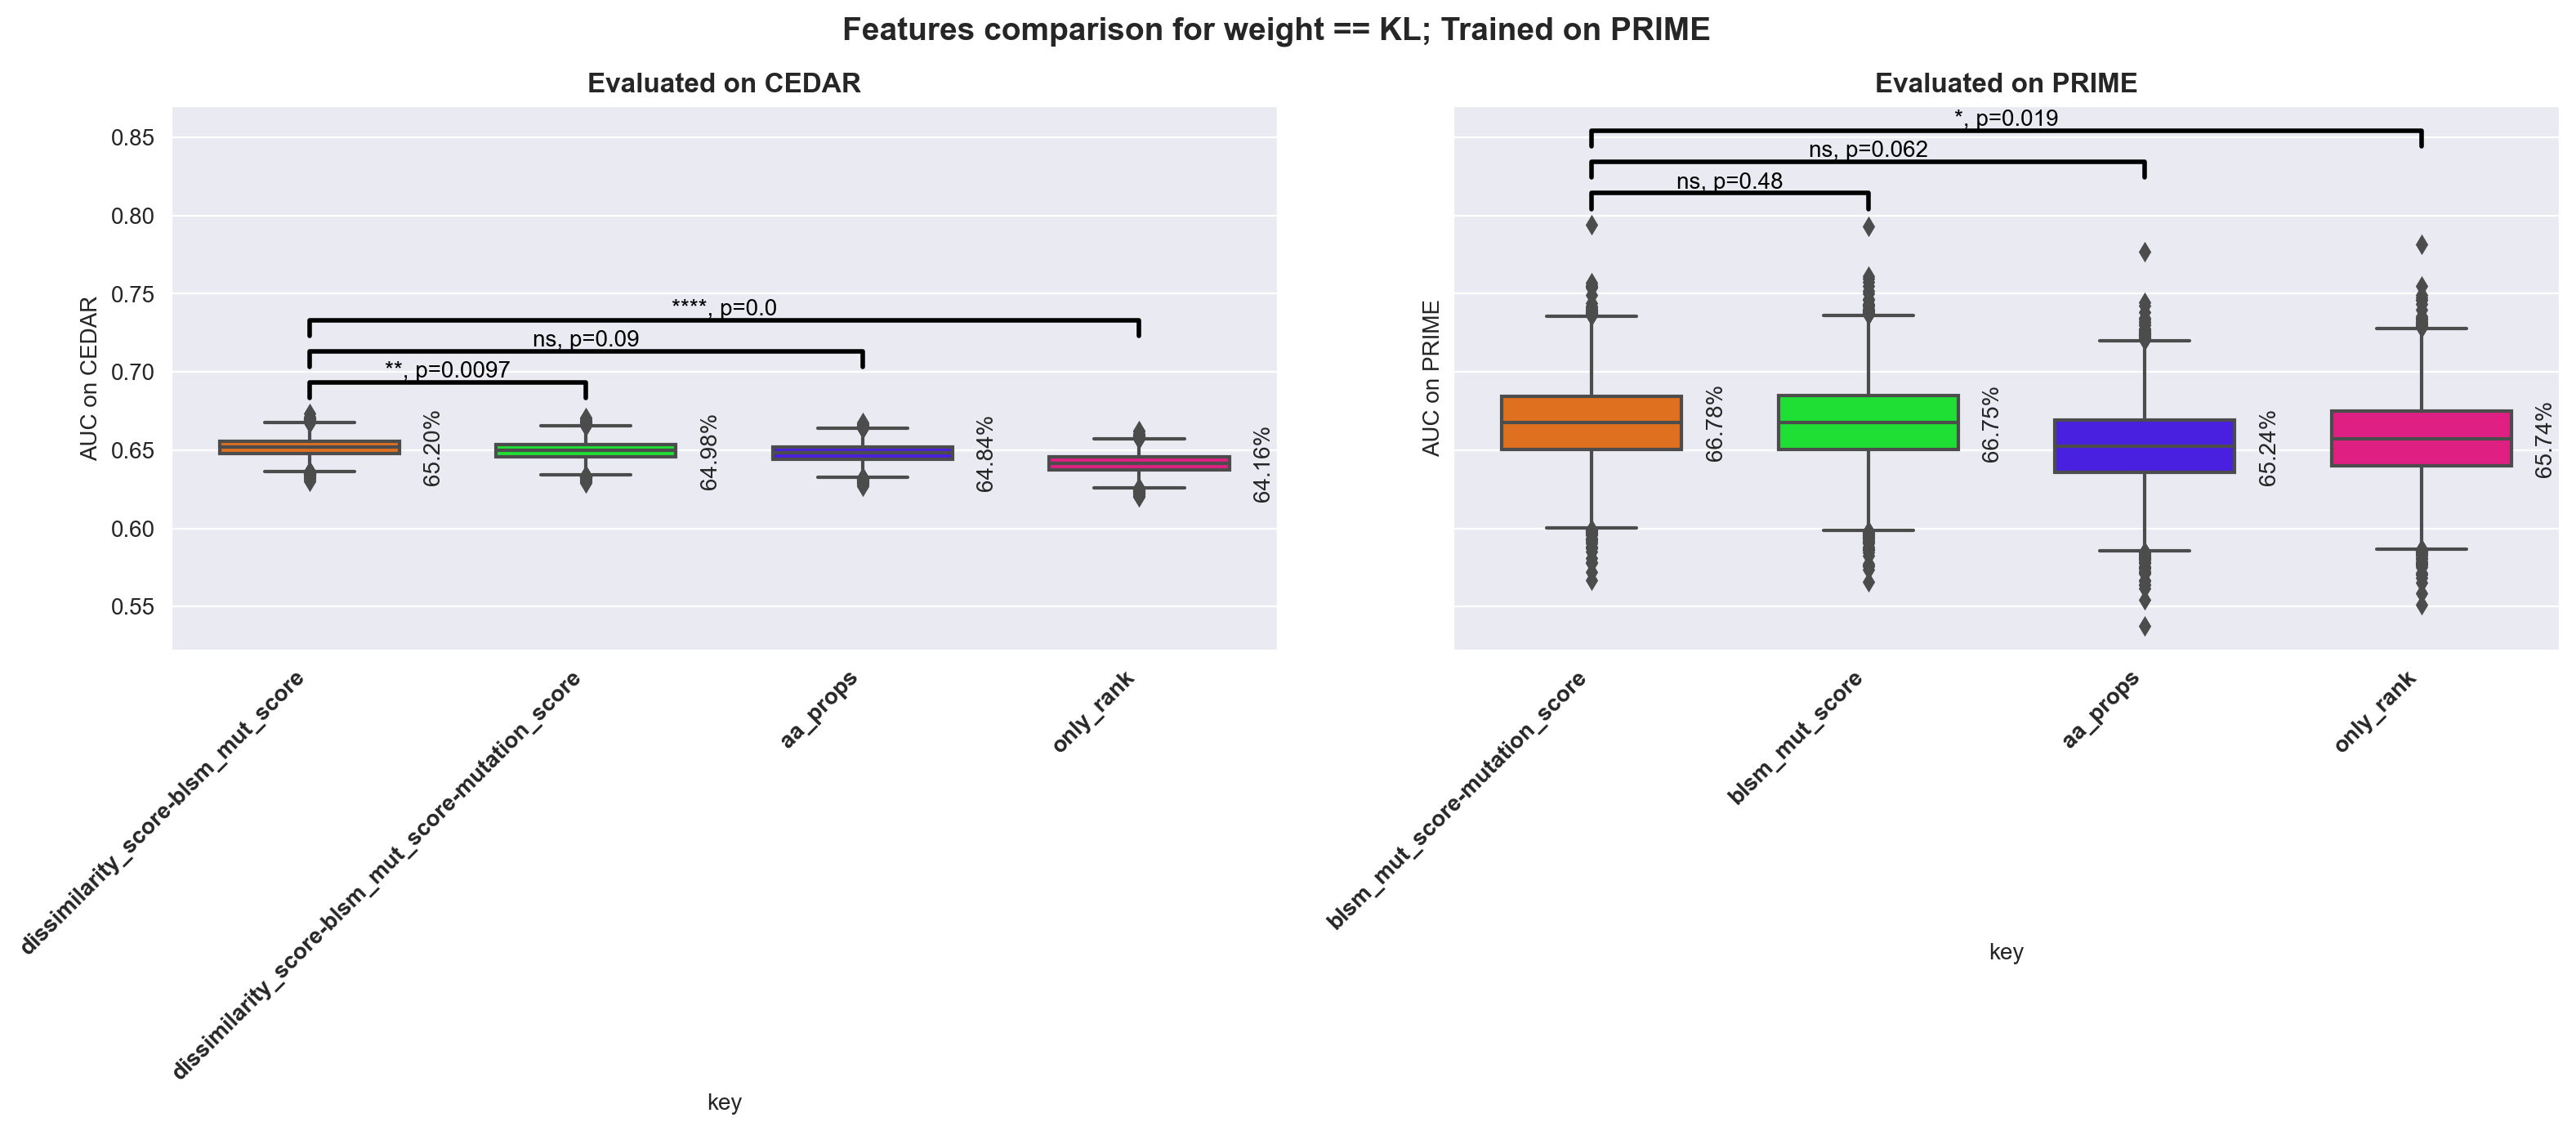 Features comparison for weight == KL; Trained on PRIME
Evaluated on CEDAR
AUC on CEDAR
0.85
0.80
0.75
0.70
0.65
0.60
0.55
****, p=0.0
ns, p=0.09
**, p=0.0097
65.20%
64.98%
64.84%
64.16%
dissimilarity_score-blsm_mut_score
dissimilarity_score-blsm_mut_score-mutation_score
aa_props
only_rank
key
Evaluated on PRIME
AUC on PRIME
*, p=0.019
ns, p=0.062
ns, p=0.48
66.78%
66.75%
65.24%
65.74%
blsm_mut_score-mutation_score
blsm_mut_score
aa_props
only_rank
key